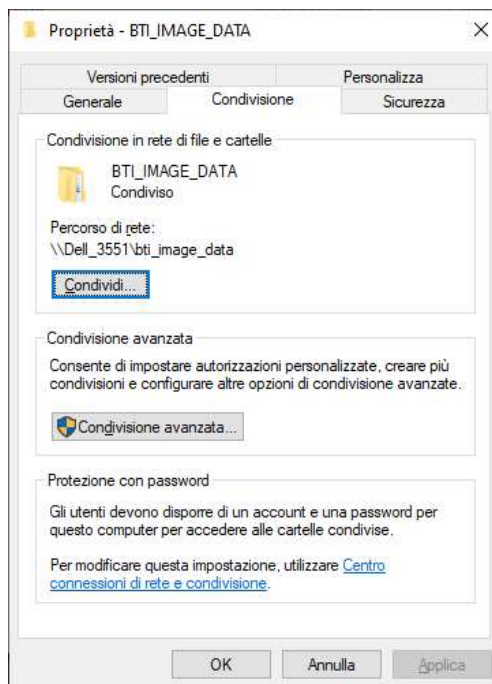 Proprietà - BTI_IMAGE_DATA
Versioni precedenti
Personalizza
Generale
Condivisione
Sicurezza
Condivisione in rete di file e cartelle
BTI_IMAGE_DATA
Condiviso
Percorso di rete:
\\Dell_3551\bti_image_data
Condividi...
Condivisione avanzata
Consente di impostare autorizzazioni personalizzate, creare più
condivisioni e configurare altre opzioni di condivisione avanzate.
Condivisione avanzata...
Protezione con password
Gli utenti devono disporre di un account e una password per
questo computer per accedere alle cartelle condivise.
Per modificare questa impostazione, utilizzare Centro
connessioni di rete e condivisione.
OK
Annulla
Applica